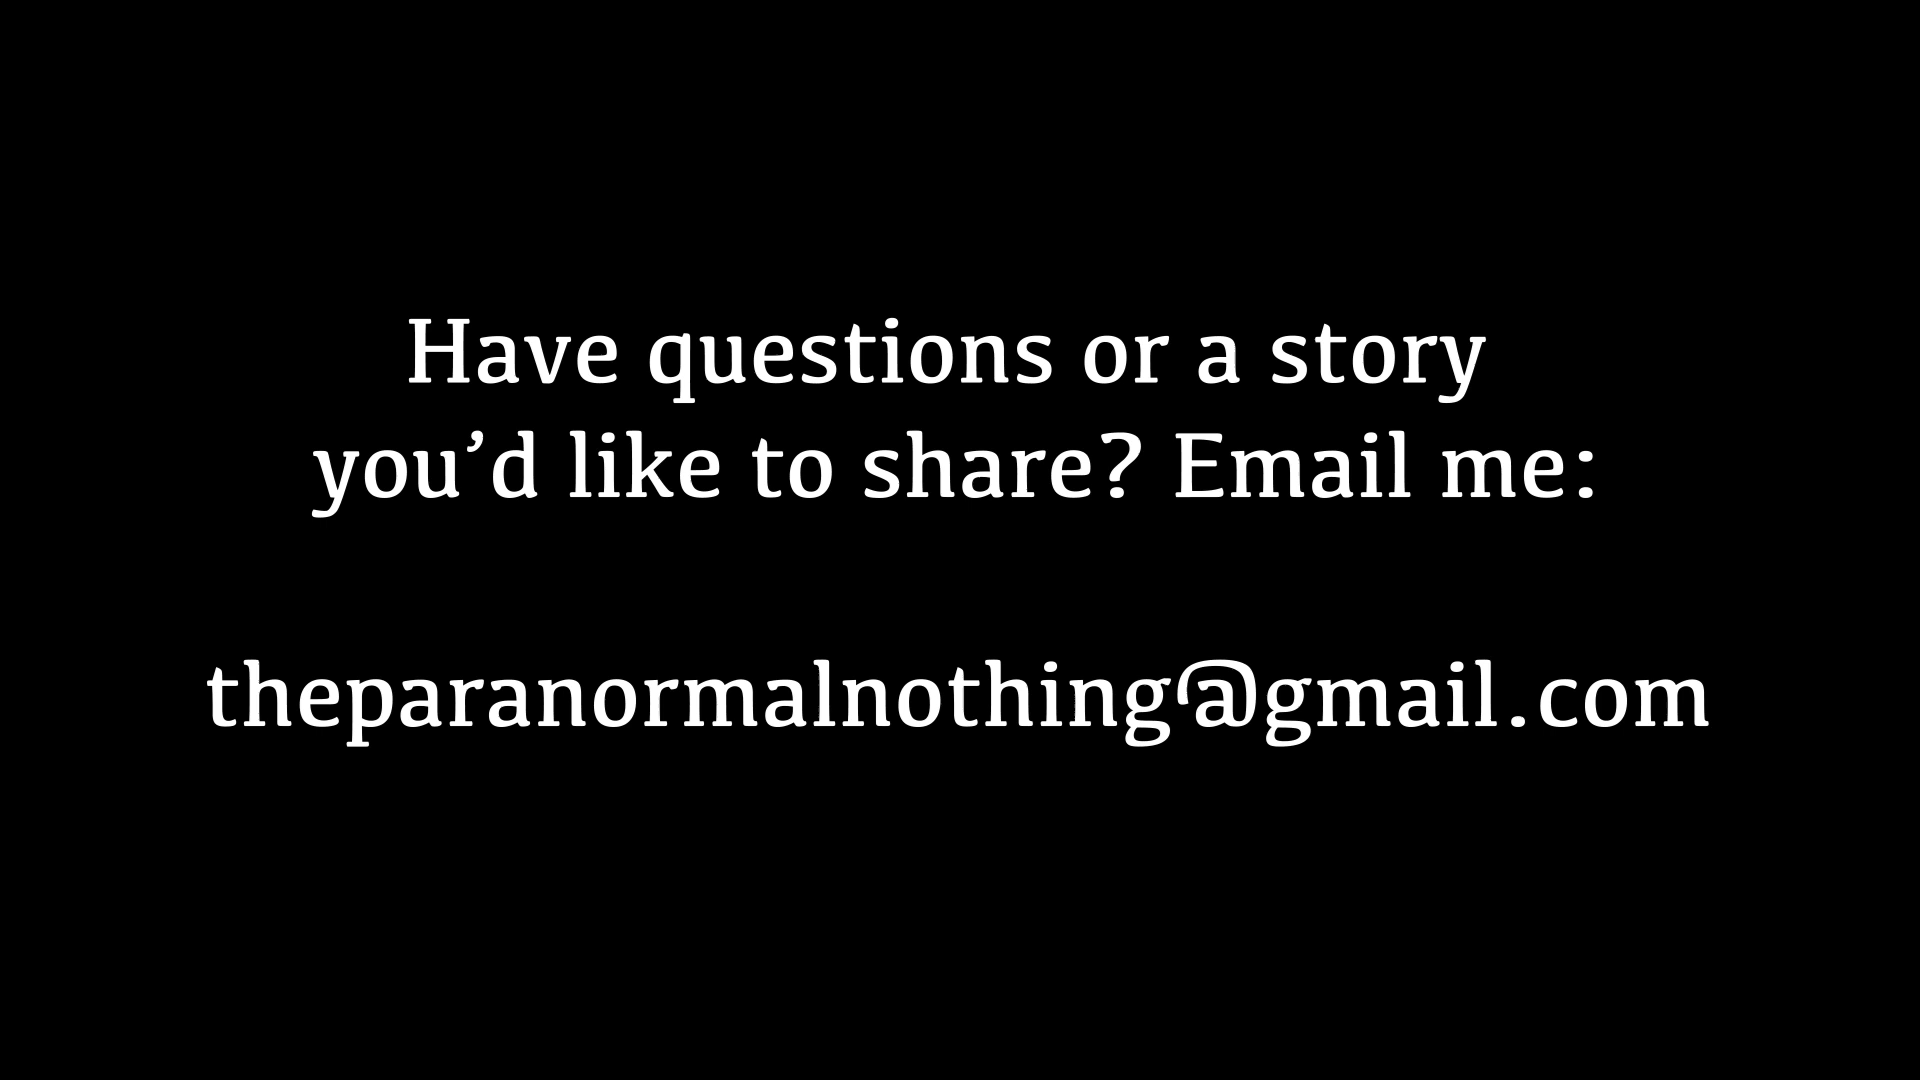 Have questions or a story
you’d like to share? Email me:
theparanormalnothing@gmail.com